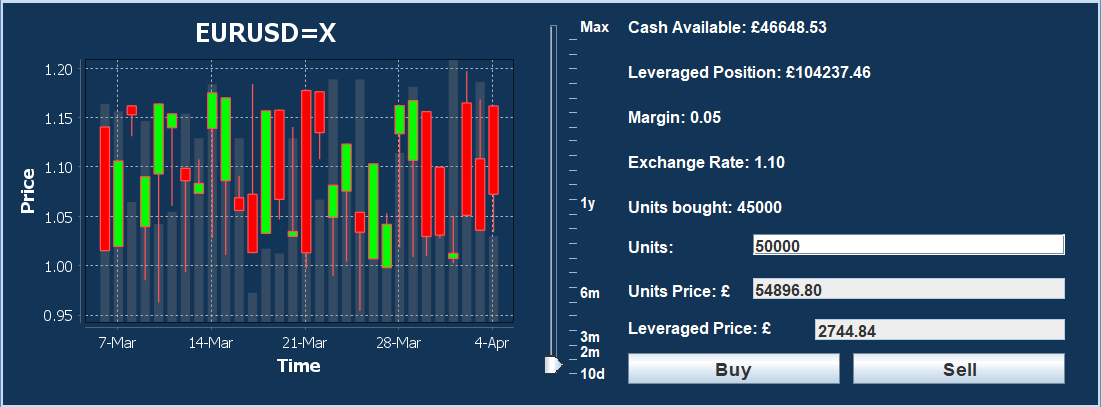 EURUSD=X
1.20
1.15
1.10
1.05
1.00
0.95
Price
7-Mar 14-Mar 21-Mar 28-Mar 4-Apr
Time
Max
1y
6m
3m
2m
10d
Cash Available: £46648.53
Leveraged Position: £104237.46
Margin: 0.05
Exchange Rate: 1.10
Units bought: 45000
Units: 50000
Units Price: £ 54896.80
Leveraged Price: £ 2744.84
Buy Sell